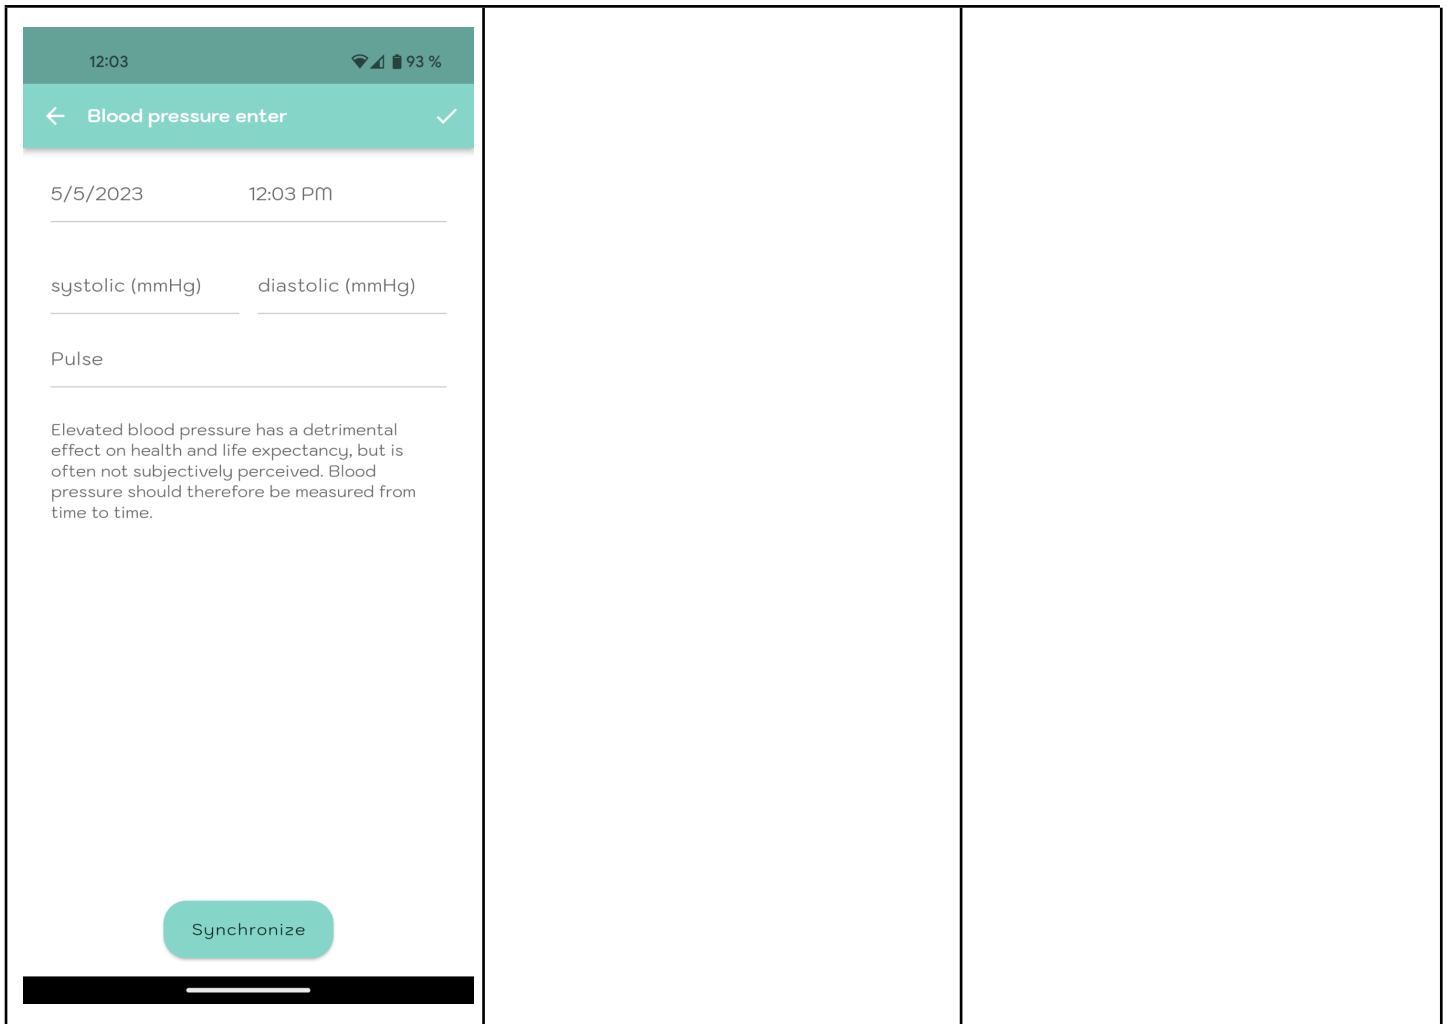 12:03 93 %
Blood pressure enter
5/5/2023 12:03 PM
systolic (mmHg) diastolic (mmHg)
Pulse
Elevated blood pressure has a detrimental
effect on health and life expectancy, but is
often not subjectively perceived. Blood
pressure should therefore be measured from
time to time.
Synchronize